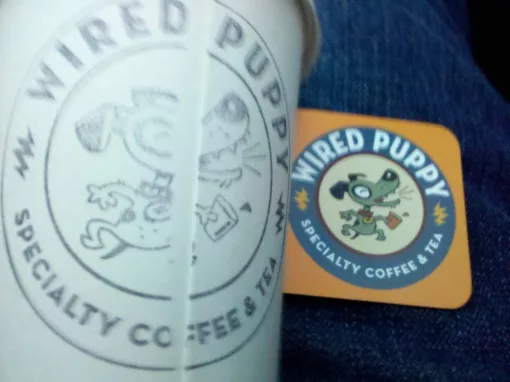 WIRED PUPPY
SPECIALTY COFFEE & TEA
WIRED PUPPY
SPECIALTY COFFEE & TEA